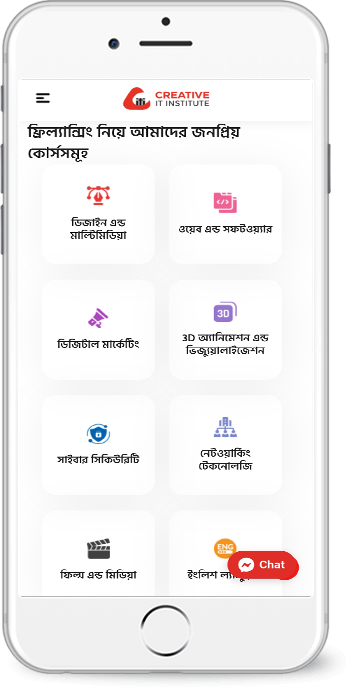 CREATIVE
IT INSTITUTE
ফ্রিল্যান্সিং নিয়ে আমাদের জনপ্রিয়
কোর্সসমূহ
ডিজাইন এন্ড
মাল্টিমিডিয়া
ওয়েব এন্ড সফটওয়্যার
ডিজিটাল মার্কেটিং
3D
3D অ্যানিমেশন এন্ড
ভিজ্যুয়ালাইজেশন
সাইবার সিকিউরিটি
নেটওয়ার্কিং
টেকনোলজি
ফিল্ম এন্ড মিডিয়া
ENG
ইংলিশ
Chat